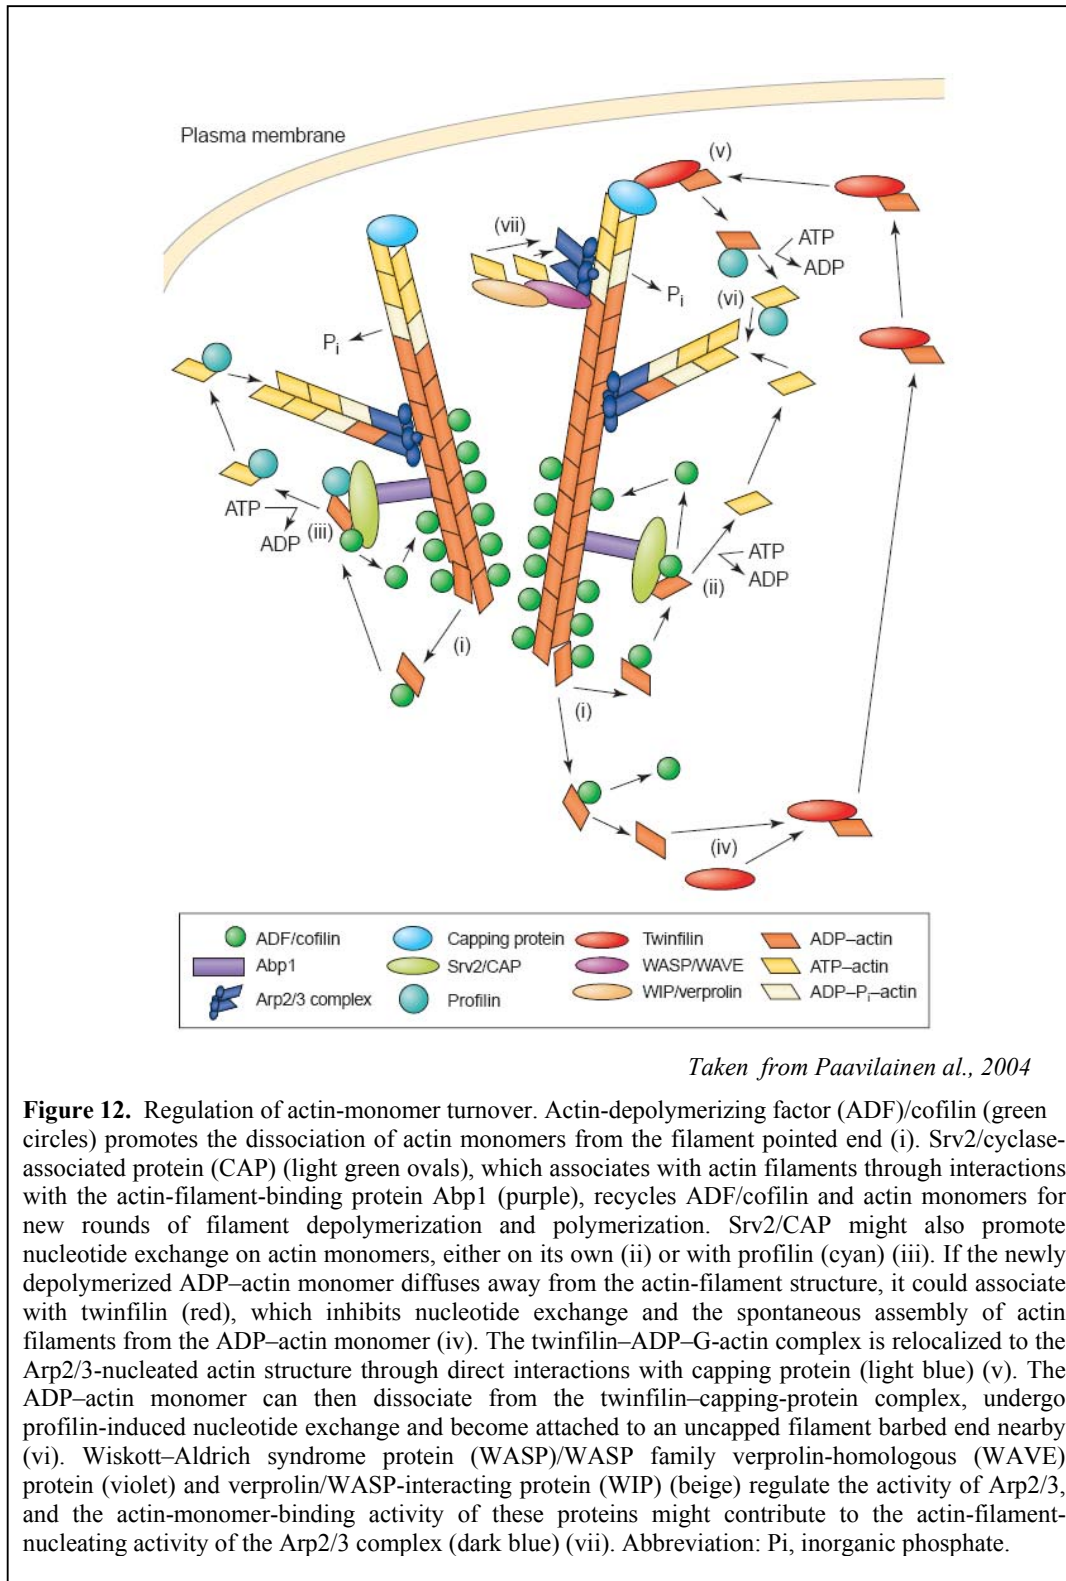 Plasma membrane
(v)
(vii)
ATP
ADP
Pi
(vi)
Pi
ATP
ADP
(iii)
ATP
ADP
(ii)
(i)
(i)
(iv)
ADF/cofilin
Capping protein
Twinfilin
ADP–actin
Abp1
Srv2/CAP
WASP/WAVE
ATP–actin
Arp2/3 complex
Profilin
WIP/verprolin
ADP–Pi–actin
Taken from Paavilainen al., 2004
Figure 12. Regulation of actin-monomer turnover. Actin-depolymerizing factor (ADF)/cofilin (green
circles) promotes the dissociation of actin monomers from the filament pointed end (i). Srv2/cyclase-
associated protein (CAP) (light green ovals), which associates with actin filaments through interactions
with the actin-filament-binding protein Abp1 (purple), recycles ADF/cofilin and actin monomers for
new rounds of filament depolymerization and polymerization. Srv2/CAP might also promote
nucleotide exchange on actin monomers, either on its own (ii) or with profilin (cyan) (iii). If the newly
depolymerized ADP–actin monomer diffuses away from the actin-filament structure, it could associate
with twinfilin (red), which inhibits nucleotide exchange and the spontaneous assembly of actin
filaments from the ADP–actin monomer (iv). The twinfilin–ADP–G-actin complex is relocalized to the
Arp2/3-nucleated actin structure through direct interactions with capping protein (light blue) (v). The
ADP–actin monomer can then dissociate from the twinfilin–capping-protein complex, undergo
profilin-induced nucleotide exchange and become attached to an uncapped filament barbed end nearby
(vi). Wiskott–Aldrich syndrome protein (WASP)/WASP family verprolin-homologous (WAVE)
protein (violet) and verprolin/WASP-interacting protein (WIP) (beige) regulate the activity of Arp2/3,
and the actin-monomer-binding activity of these proteins might contribute to the actin-filament-
nucleating activity of the Arp2/3 complex (dark blue) (vii). Abbreviation: Pi, inorganic phosphate.